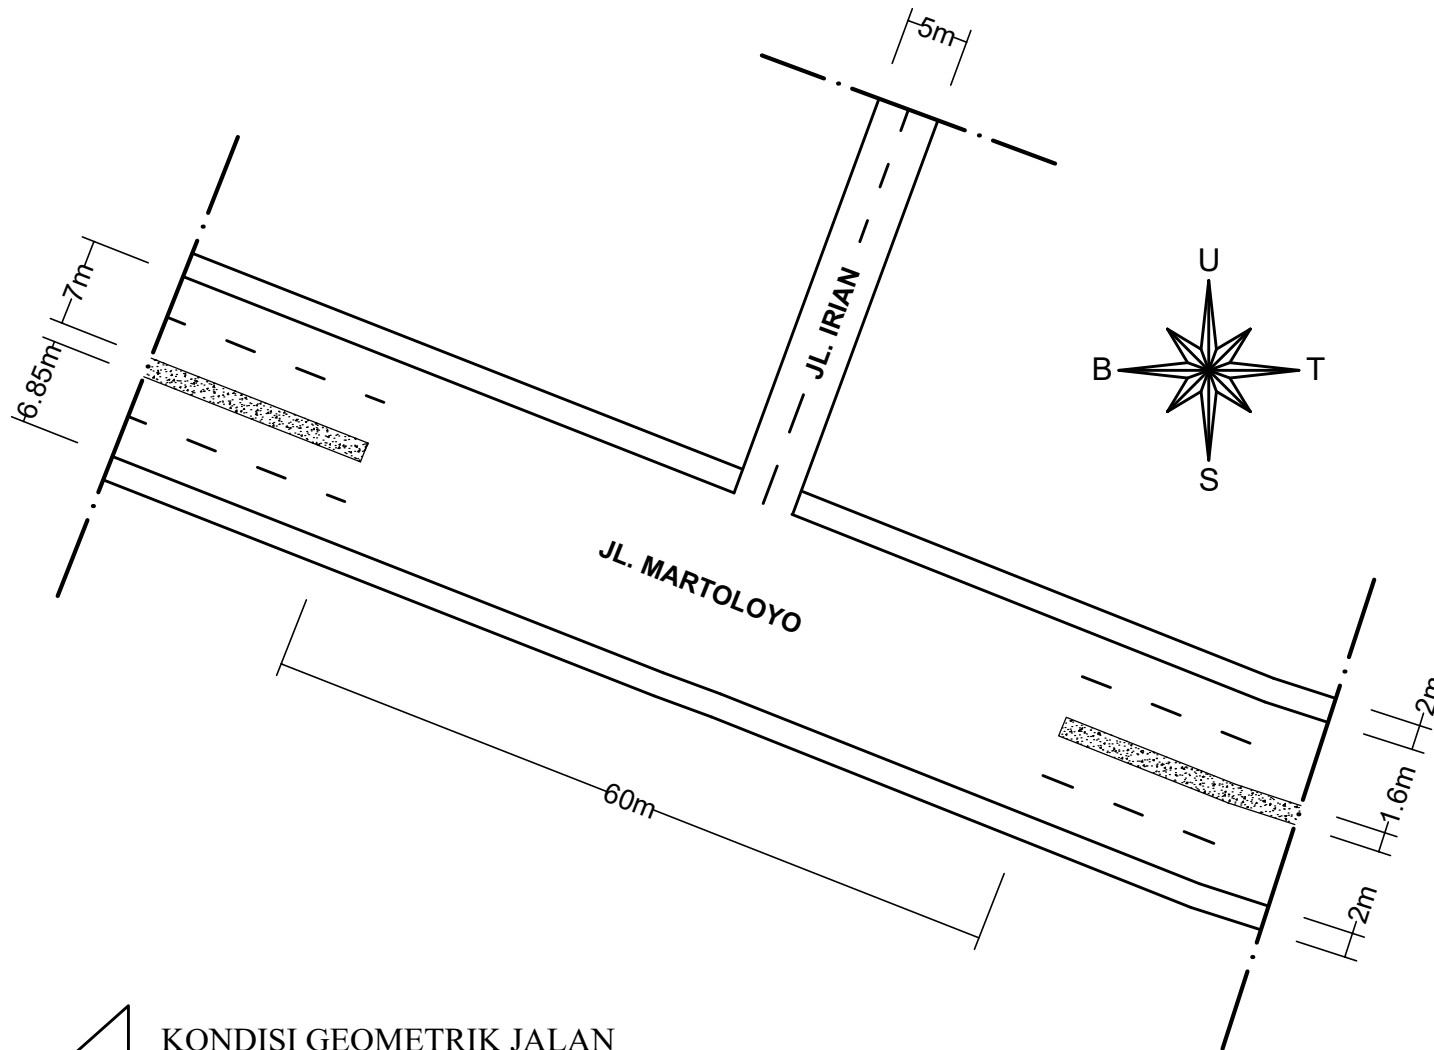 5m
U
7m
JL. IRIAN
B
T
6.85m
S
JL. MARTOLOYO
2m
1.6m
60m
2m
KONDISI GEOMETRIK JALAN